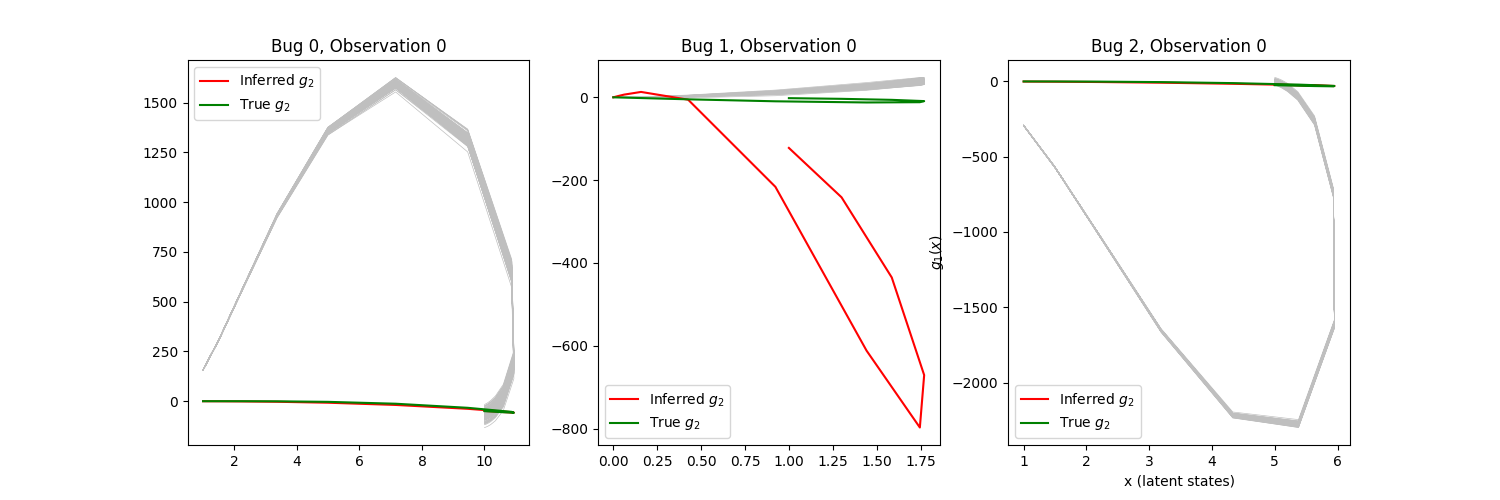 Bug 0, Observation 0
Inferred g₂
True g₂
1500
1250
1000
750
500
250
0
2 4 6 8 10
Bug 1, Observation 0
0
−200
−400
−600
−800
Inferred g₂
True g₂
0.00 0.25 0.50 0.75 1.00 1.25 1.50 1.75
Bug 2, Observation 0
g₁(x)
0
−500
−1000
−1500
−2000
Inferred g₂
True g₂
1 2 3 4 5 6
x (latent states)